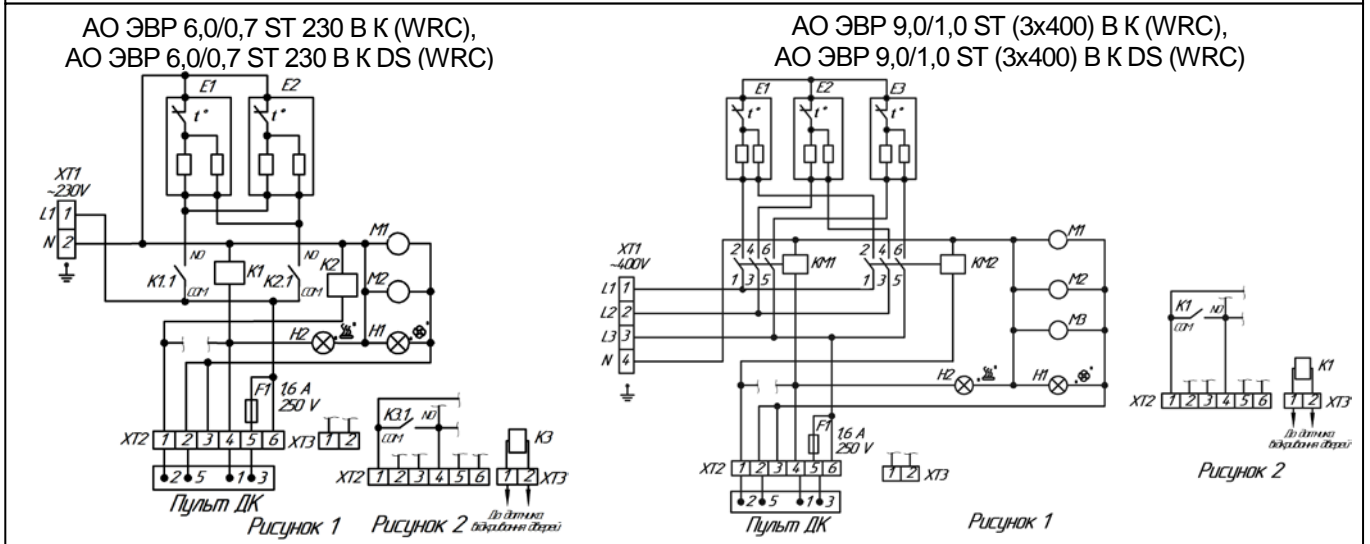 АО ЭВР 6,0/0,7 ST 230 В К (WRC),
АО ЭВР 6,0/0,7 ST 230 В К DS (WRC)
E1
E2
t°
t°
XT1
~230V
L1 1
N 2
M1
NO
K1
NO
K2
K1.1
COM
K2.1
COM
M2
H2
H1
F1
1,6 A
250 V
XT2 1 2 3 4 5 6
1 2 XT3
2 5 1 3
Пульт ДК
Рисунок 1
K3.1
NO
COM
K3
XT2 1 2 3 4 5 6
1 2 XT3
До датчика
відкривання дверей
Рисунок 2
АО ЭВР 9,0/1,0 ST (3x400) В К (WRC),
АО ЭВР 9,0/1,0 ST (3x400) В К DS (WRC)
E1
E2
E3
t°
t°
t°
XT1
~400V
L1 1
L2 2
L3 3
N 4
2 4 6
1 3 5
KM1
2 4 6
1 3 5
KM2
M1
M2
M3
H2
H1
F1
1,6 A
250 V
XT2 1 2 3 4 5 6
1 2 XT3
2 5 1 3
Пульт ДК
Рисунок 1
K1
NO
COM
K1
XT2 1 2 3 4 5 6
1 2 XT3
До датчика
відкривання дверей
Рисунок 2